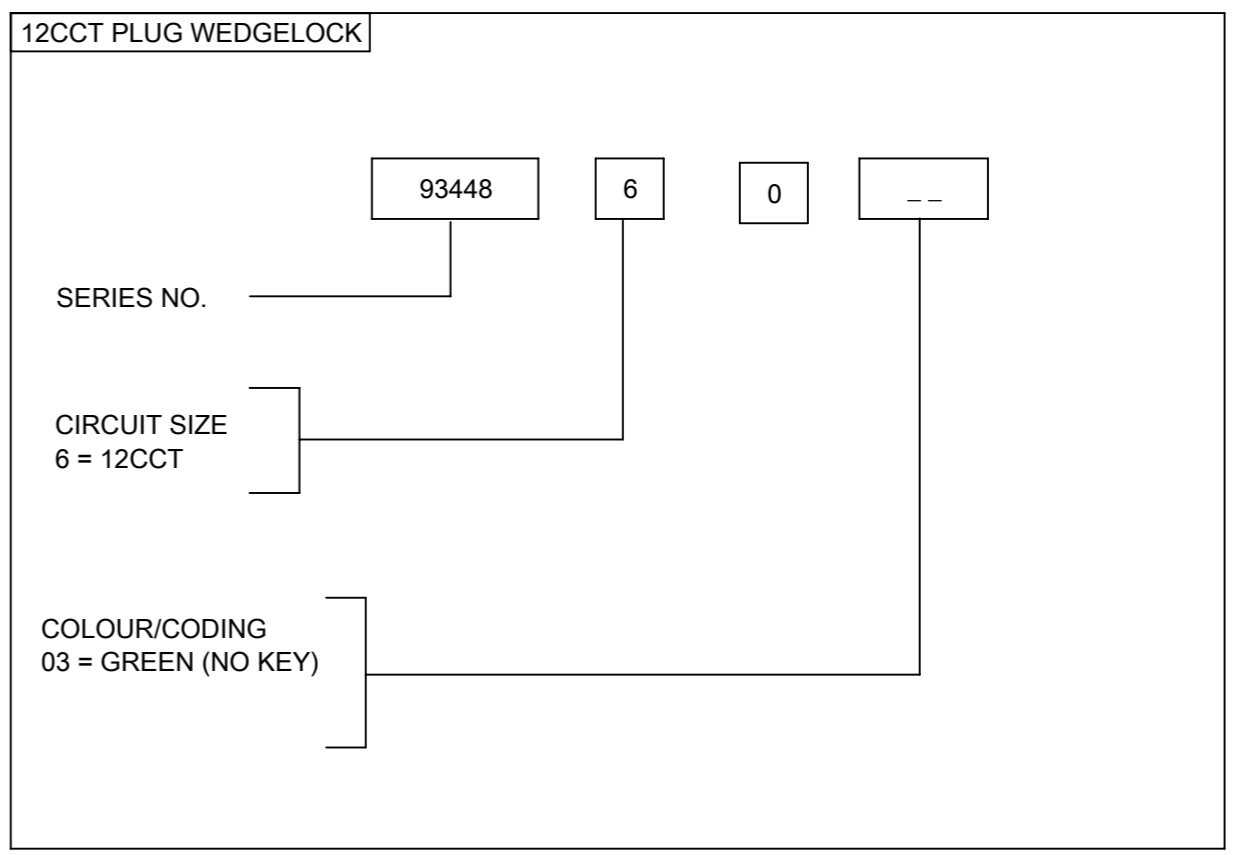 12CCT PLUG WEDGELOCK
93448 6 0 _ _
SERIES NO.
CIRCUIT SIZE
6 = 12CCT
COLOUR/CODING
03 = GREEN (NO KEY)